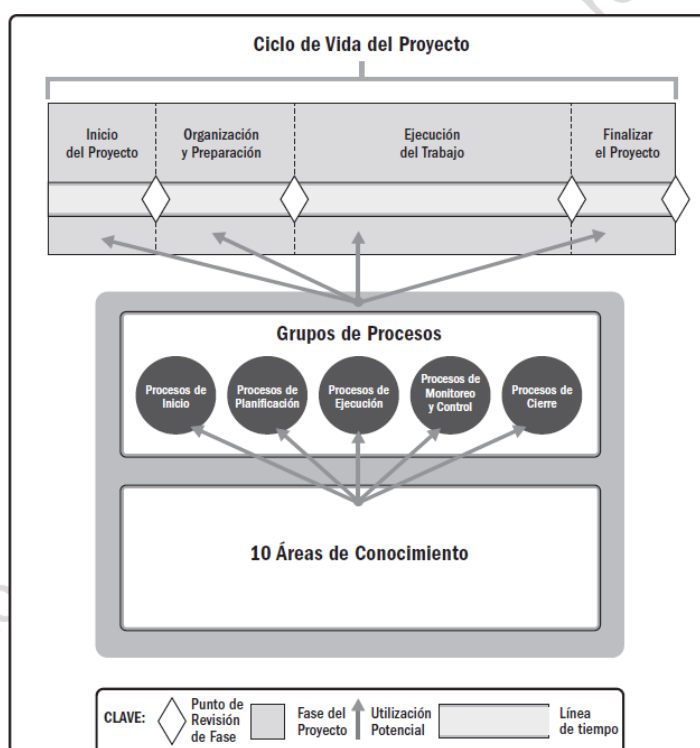 Ciclo de Vida del Proyecto
Inicio
del Proyecto
Organización
y Preparación
Ejecución
del Trabajo
Finalizar
el Proyecto
Grupos de Procesos
Procesos de
Inicio
Procesos de
Planificación
Procesos de
Ejecución
Procesos de
Monitoreo
y Control
Procesos de
Cierre
10 Áreas de Conocimiento
CLAVE:
Punto de
Revisión
de Fase
Fase del
Proyecto
Utilización
Potencial
Línea
de tiempo